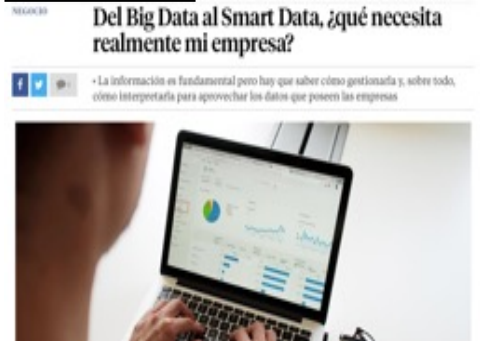 NEGOCIO
Del Big Data al Smart Data, ¿qué necesita
realmente mi empresa?
• La información es fundamental pero hay que saber cómo gestionarla y, sobre todo,
cómo interpretarla para aprovechar los datos que poseen las empresas